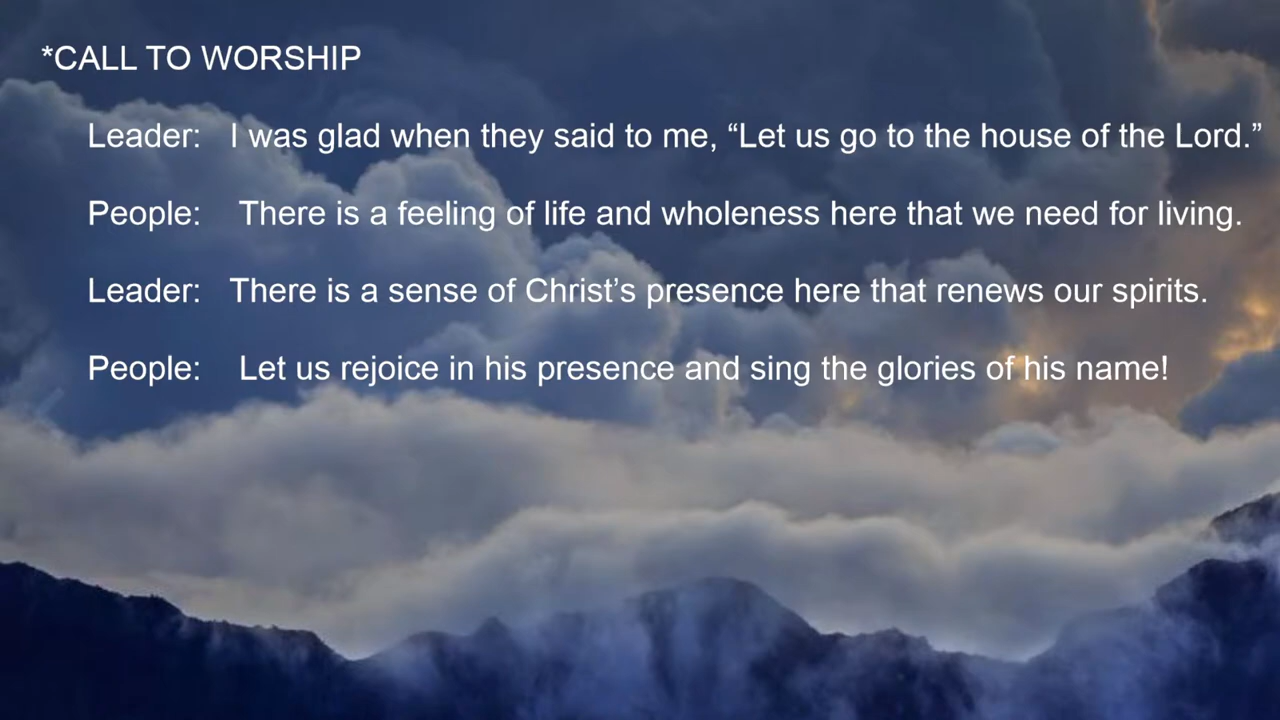 *CALL TO WORSHIP
Leader: I was glad when they said to me, “Let us go to the house of the Lord.”
People: There is a feeling of life and wholeness here that we need for living.
Leader: There is a sense of Christ’s presence here that renews our spirits.
People: Let us rejoice in his presence and sing the glories of his name!